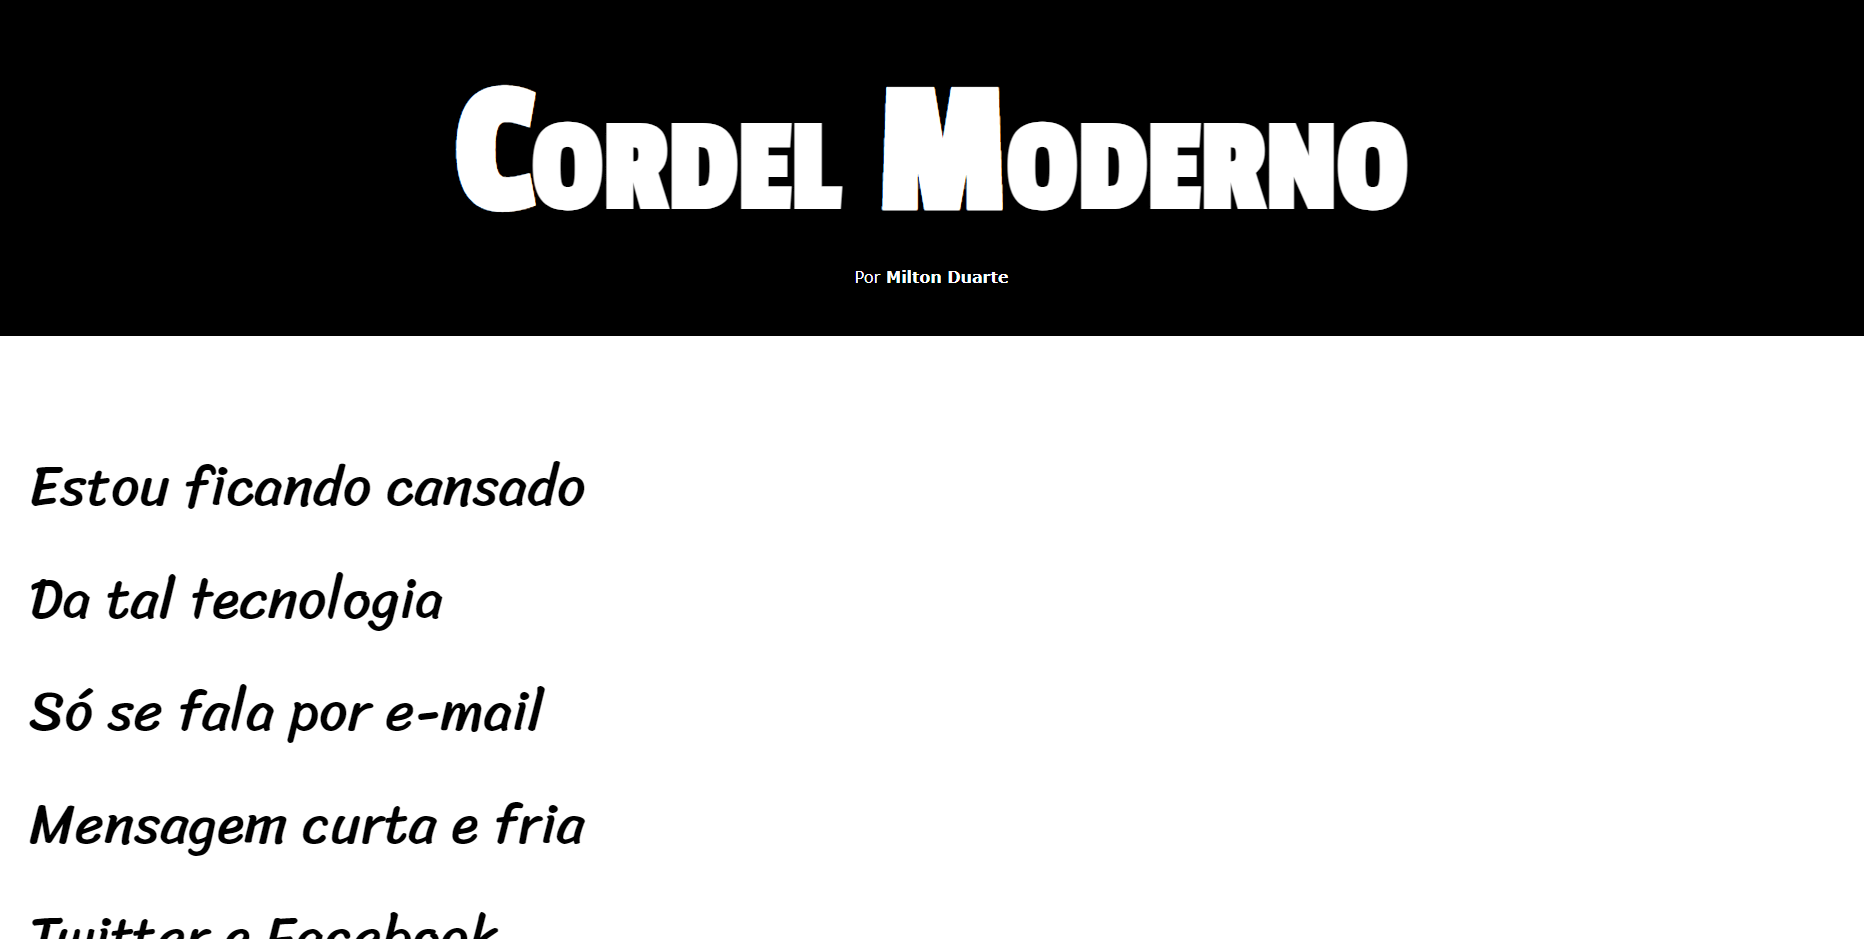 Cordel Moderno
Por Milton Duarte
Estou ficando cansado
Da tal tecnologia
Só se fala por e-mail
Mensagem curta e fria
Twitter e Facebook